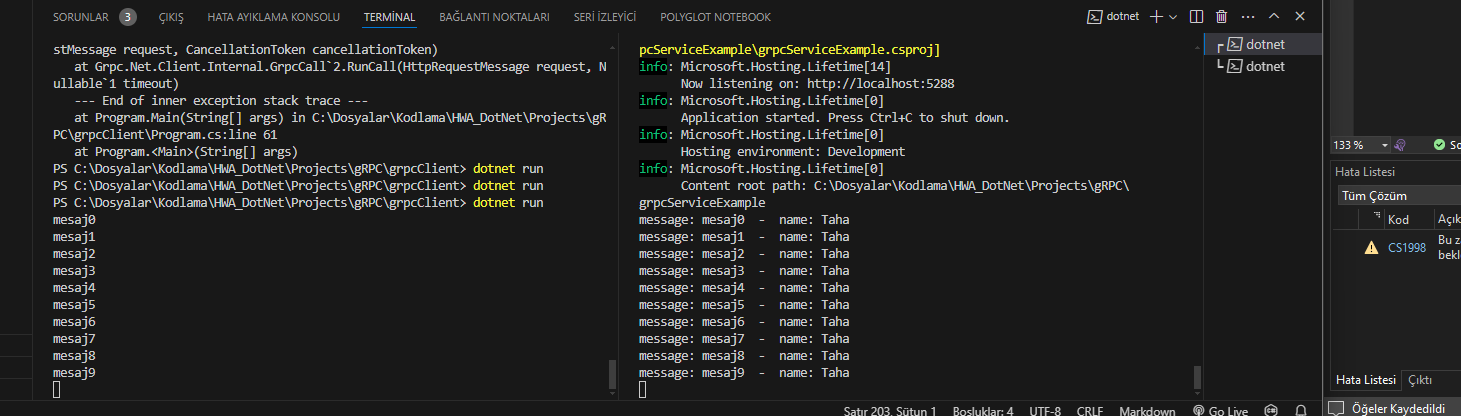 SORUNLAR 3 ÇIKIŞ HATA AYIKLAMA KONSOLU TERMİNAL BAĞLANTI NOKTALARI SERİ İZLEYİCİ POLYGLOT NOTEBOOK dotnet
stMessage request, CancellationToken cancellationToken)
at Grpc.Net.Client.Internal.GrpcCall`2.RunCall(HttpRequestMessage request, N
ullable`1 timeout)
--- End of inner exception stack trace ---
at Program.Main(String[] args) in C:\Dosyalar\Kodlama\HWA_DotNet\Projects\gR
PC\grpcClient\Program.cs:line 61
at Program.<Main>(String[] args)
PS C:\Dosyalar\Kodlama\HWA_DotNet\Projects\gRPC\grpcClient> dotnet run
PS C:\Dosyalar\Kodlama\HWA_DotNet\Projects\gRPC\grpcClient> dotnet run
PS C:\Dosyalar\Kodlama\HWA_DotNet\Projects\gRPC\grpcClient> dotnet run
mesaj0
mesaj1
mesaj2
mesaj3
mesaj4
mesaj5
mesaj6
mesaj7
mesaj8
mesaj9
pcServiceExample\grpcServiceExample.csproj]
info: Microsoft.Hosting.Lifetime[14]
Now listening on: http://localhost:5288
info: Microsoft.Hosting.Lifetime[0]
Application started. Press Ctrl+C to shut down.
info: Microsoft.Hosting.Lifetime[0]
Hosting environment: Development
info: Microsoft.Hosting.Lifetime[0]
Content root path: C:\Dosyalar\Kodlama\HWA_DotNet\Projects\gRPC\
grpcServiceExample
message: mesaj0 - name: Taha
message: mesaj1 - name: Taha
message: mesaj2 - name: Taha
message: mesaj3 - name: Taha
message: mesaj4 - name: Taha
message: mesaj5 - name: Taha
message: mesaj6 - name: Taha
message: mesaj7 - name: Taha
message: mesaj8 - name: Taha
message: mesaj9 - name: Taha
dotnet
dotnet
Satır 203, Sütun 1 Boşluklar: 4 UTF-8 CRLF Markdown Go Live
133 % So
Hata Listesi
Tüm Çözüm
Kod Açık
CS1998 Bu za
bekle
Hata Listesi Çıktı
Öğeler Kaydedildi